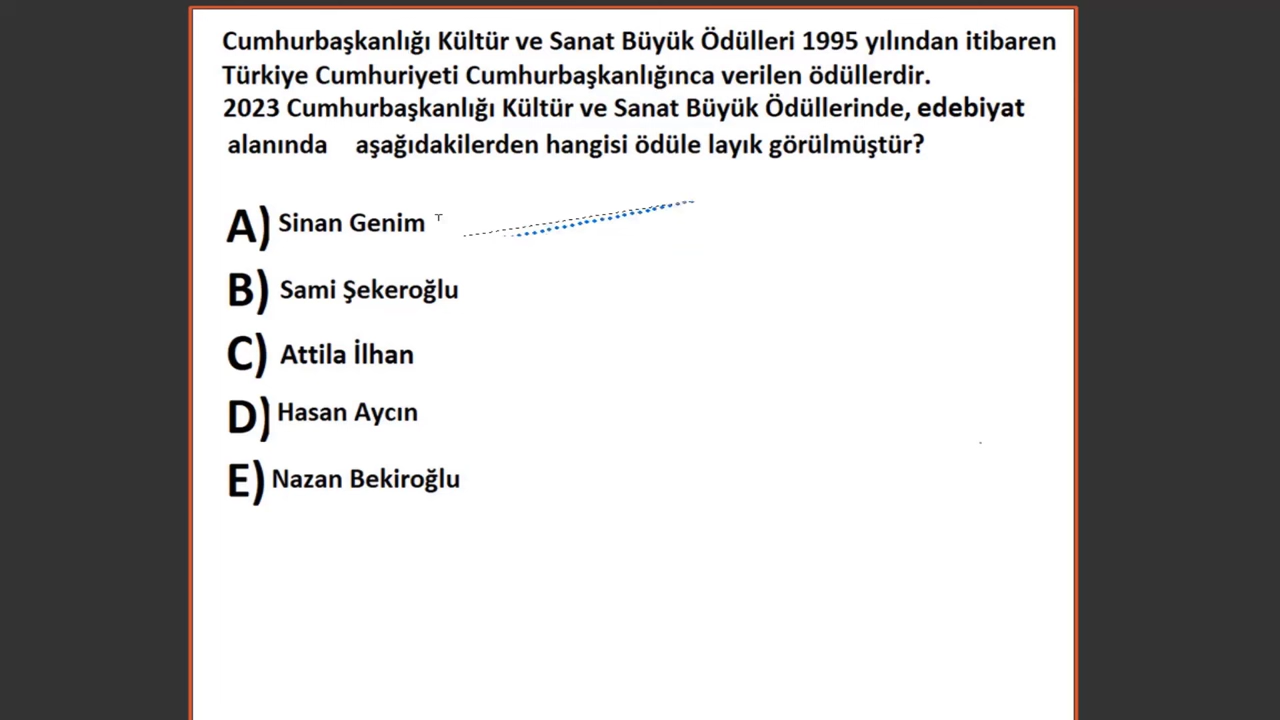 Cumhurbaşkanlığı Kültür ve Sanat Büyük Ödülleri 1995 yılından itibaren
Türkiye Cumhuriyeti Cumhurbaşkanlığınca verilen ödüllerdir.
2023 Cumhurbaşkanlığı Kültür ve Sanat Büyük Ödüllerinde, edebiyat
alanında aşağıdakilerden hangisi ödüle layık görülmüştür?
A) Sinan Genim
B) Sami Şekeroğlu
C) Attila İlhan
D) Hasan Aycın
E) Nazan Bekiroğlu